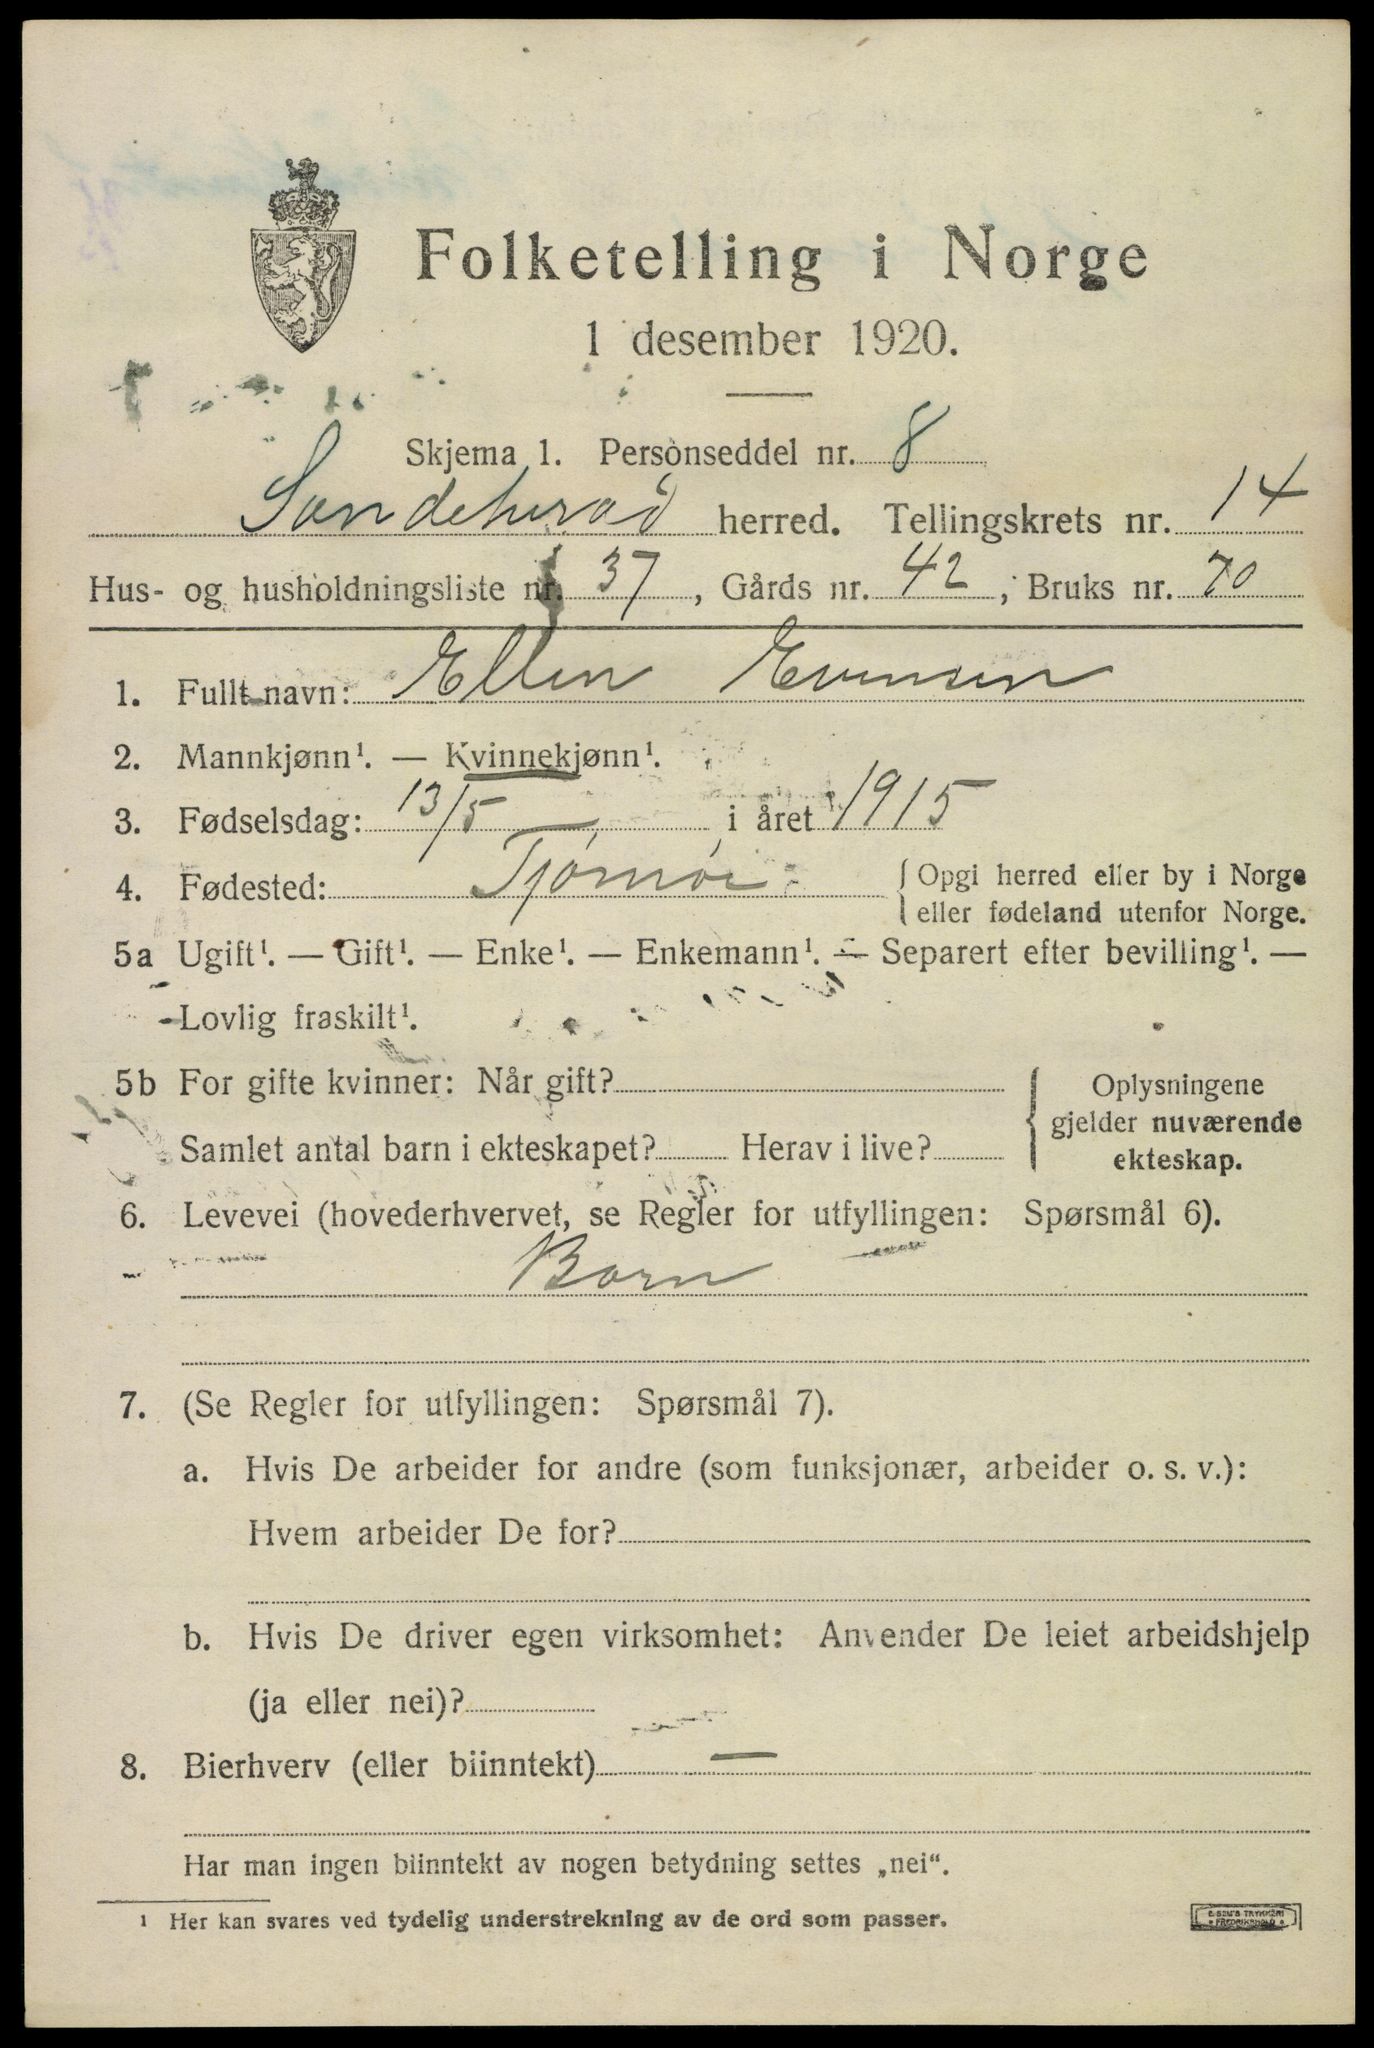 Folketelling i Norge
1 desember 1920.
Skjema 1. Personseddel nr. 8
Sandeherad herred. Tellingskrets nr. 14
Hus- og husholdningsliste nr. 37, Gårds nr. 42, Bruks nr. 70
1. Fullt navn: Ellen Evensen
2. Mannkjønn¹. — Kvinnekjønn¹.
3. Fødselsdag: 13/5 i året 1915
4. Fødested: Tjømøe {Opgi herred eller by i Norge
eller fødeland utenfor Norge.
5a Ugift¹. — Gift¹. — Enke¹. — Enkemann¹. — Separert efter bevilling¹. —
Lovlig fraskilt¹.
5b For gifte kvinner: Når gift?
Samlet antal barn i ekteskapet? Herav i live?
{ Oplysningene
gjelder nuværende
ekteskap.
6. Levevei (hovederhvervet, se Regler for utfyllingen: Spørsmål 6).
Barn
7. (Se Regler for utfyllingen: Spørsmål 7).
a. Hvis De arbeider for andre (som funksjonær, arbeider o. s. v.):
Hvem arbeider De for?
b. Hvis De driver egen virksomhet: Anvender De leiet arbeidshjelp
(ja eller nei)?
8. Bierhverv (eller biinntekt) —
Har man ingen biinntekt av nogen betydning settes „nei“.
¹ Her kan svares ved tydelig understrekning av de ord som passer.
E. SEM'S TRYKKERI
• FREDRIKSHALD •